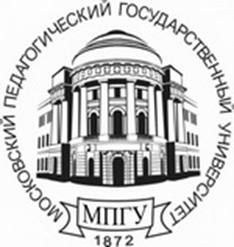 МОСКОВСКИЙ ПЕДАГОГИЧЕСКИЙ ГОСУДАРСТВЕННЫЙ УНИВЕРСИТЕТ
МПГУ
1872